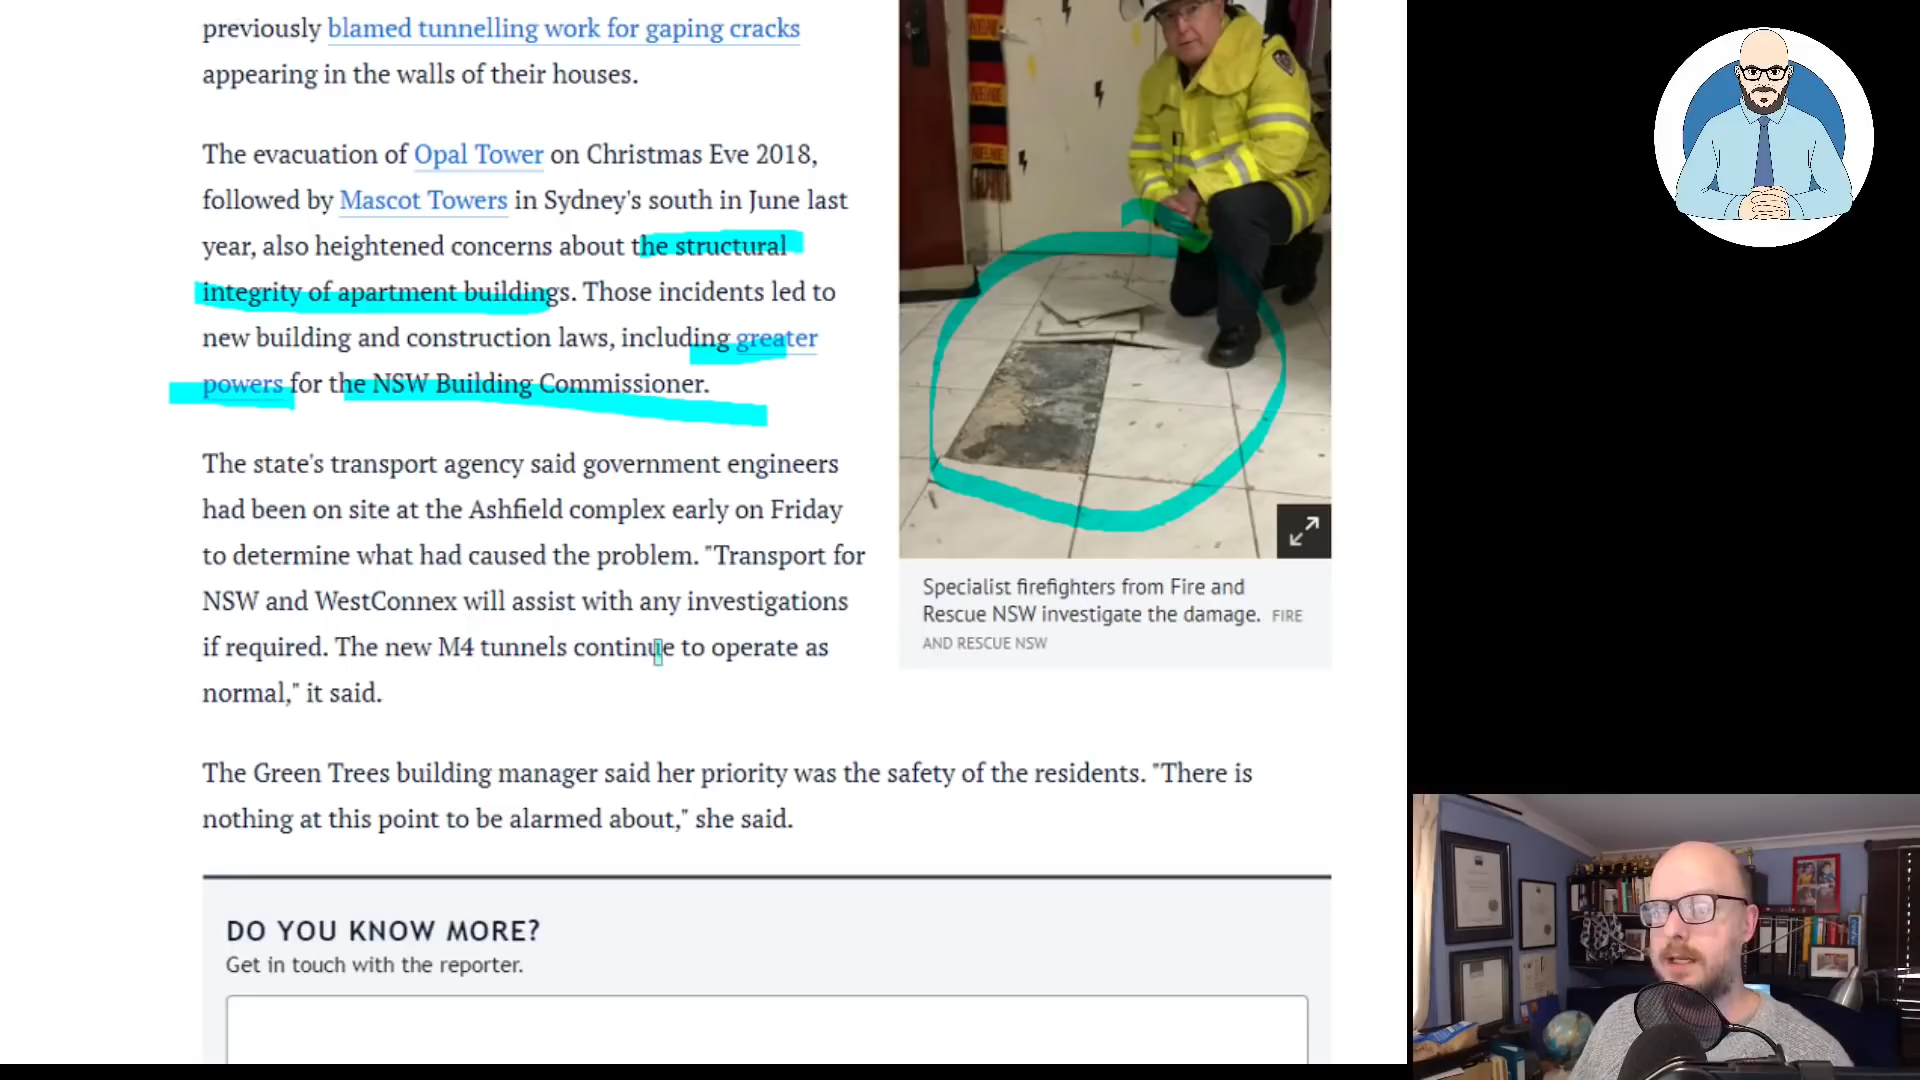 previously blamed tunnelling work for gaping cracks
appearing in the walls of their houses.
The evacuation of Opal Tower on Christmas Eve 2018,
followed by Mascot Towers in Sydney's south in June last
year, also heightened concerns about the structural
integrity of apartment buildings. Those incidents led to
new building and construction laws, including greater
powers for the NSW Building Commissioner.
The state's transport agency said government engineers
had been on site at the Ashfield complex early on Friday
to determine what had caused the problem. "Transport for
NSW and WestConnex will assist with any investigations
if required. The new M4 tunnels continue to operate as
normal," it said.
Specialist firefighters from Fire and
Rescue NSW investigate the damage. FIRE
AND RESCUE NSW
The Green Trees building manager said her priority was the safety of the residents. "There is
nothing at this point to be alarmed about," she said.
DO YOU KNOW MORE?
Get in touch with the reporter.